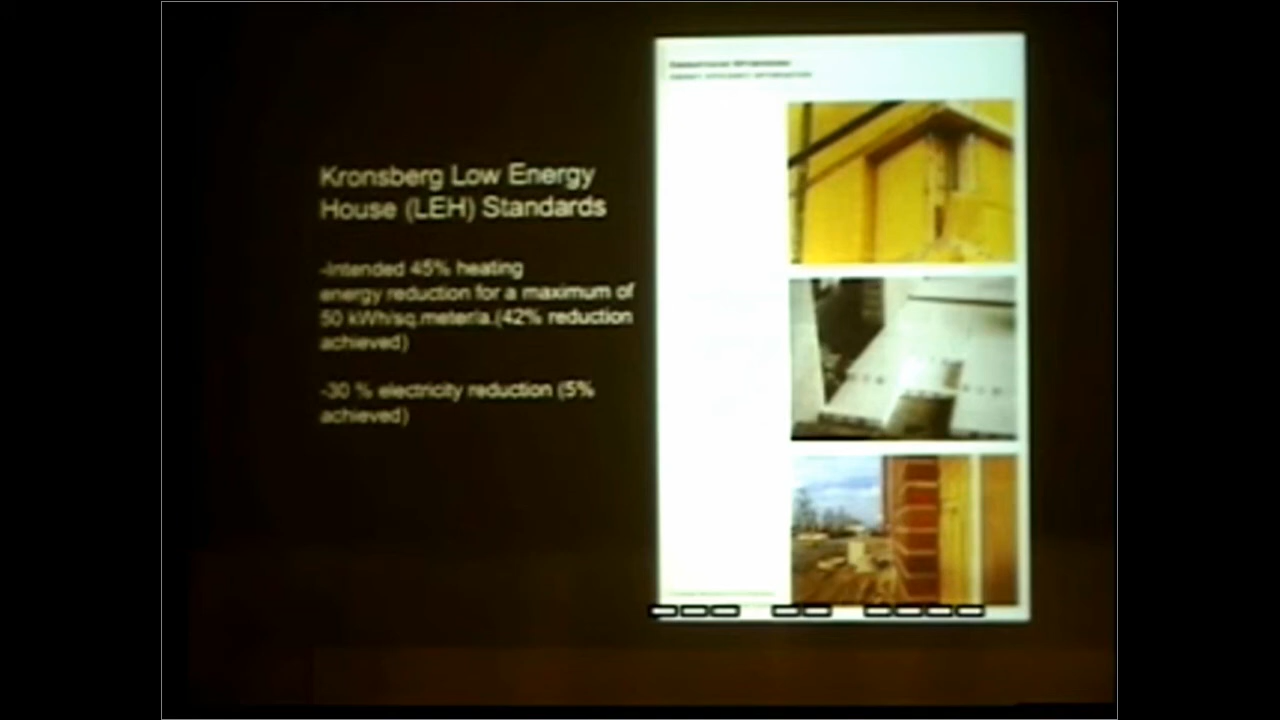 Kronsberg Low Energy
House (LEH) Standards
-Intended 45% heating
energy reduction for a maximum of
50 kWh/sq.meter/a.(42% reduction
achieved)
-30 % electricity reduction (5%
achieved)